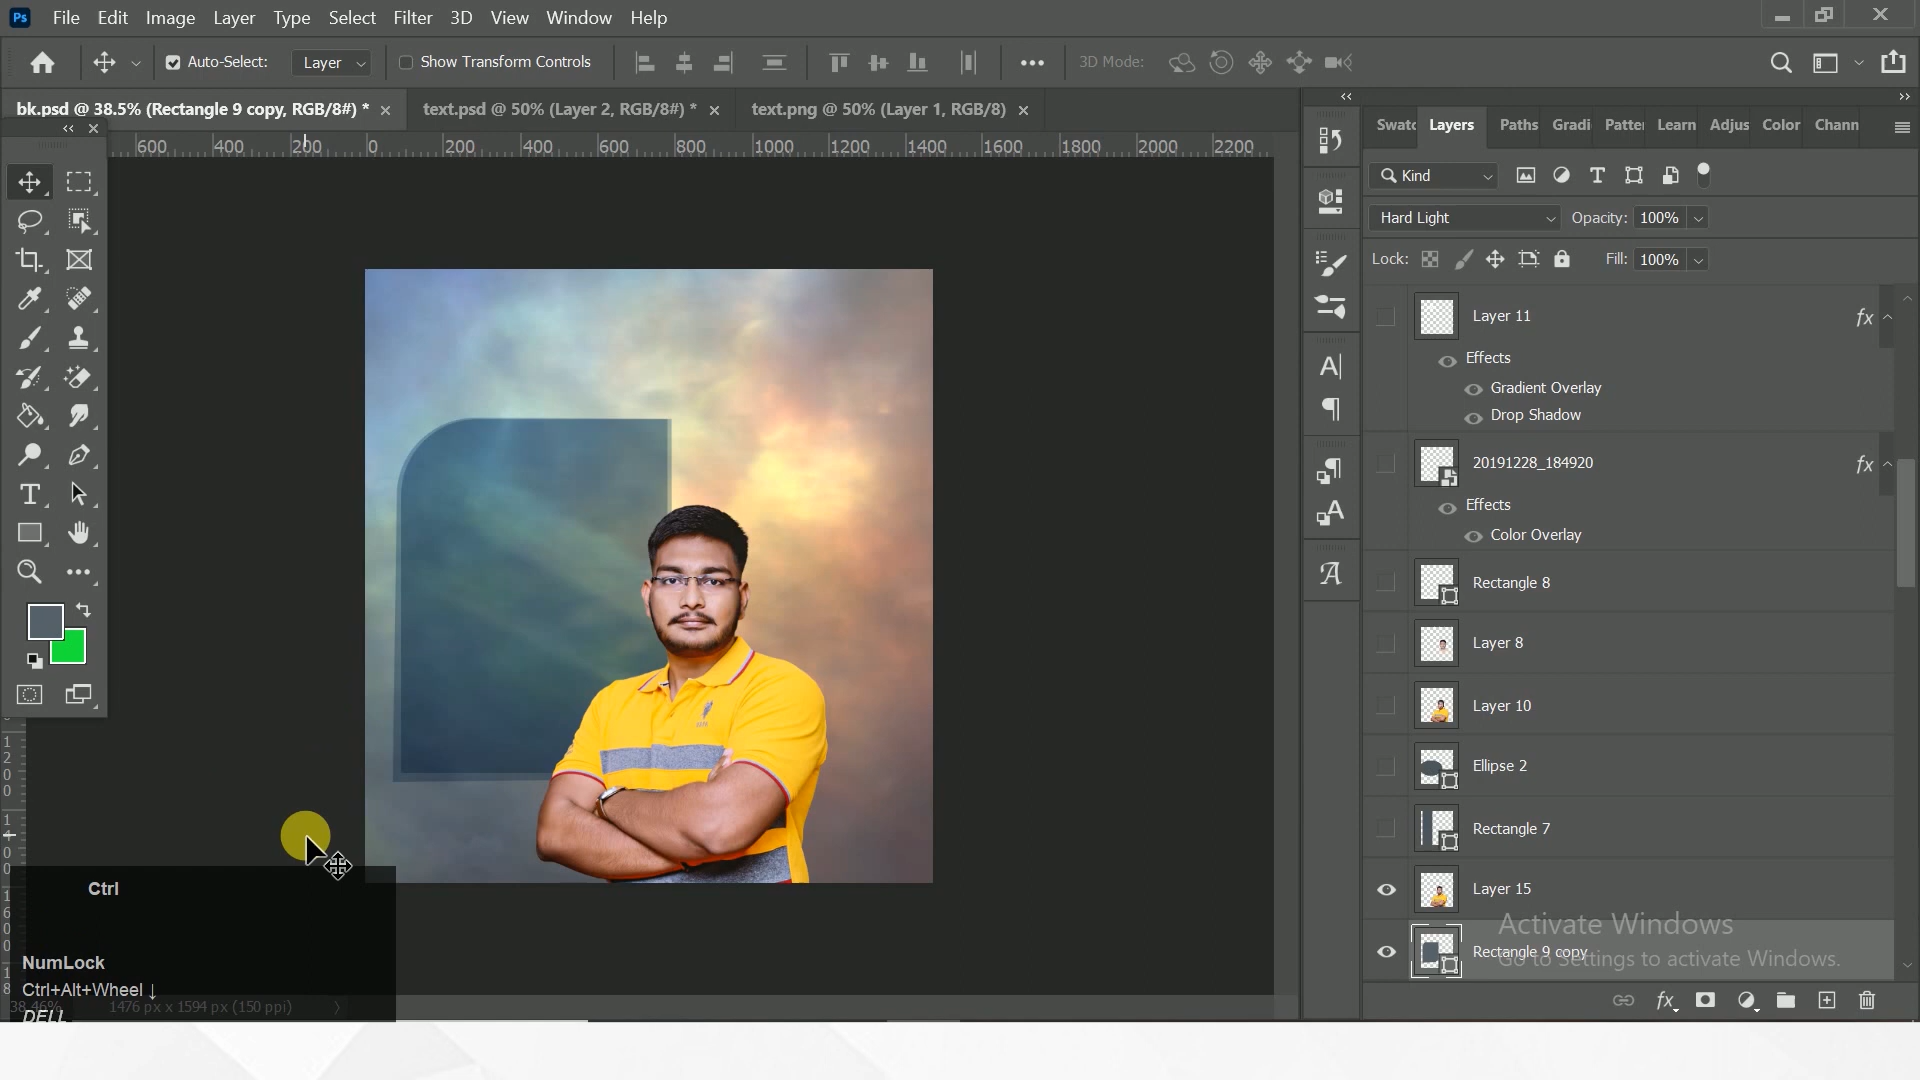 Ps File Edit Image Layer Type Select Filter 3D View Window Help
Auto-Select: Layer Show Transform Controls 3D Mode:
bk.psd @ 38.5% (Rectangle 9 copy, RGB/8#) * text.psd @ 50% (Layer 2, RGB/8#) * text.png @ 50% (Layer 1, RGB/8)
600 400 200 0 200 400 600 800 1000 1200 1400 1600 1800 2000 2200
Swatc Layers Paths Gradi Patter Learn Adjus Color Chann
Kind
Hard Light Opacity: 100%
Lock: Fill: 100%
Layer 11 fx
Effects
Gradient Overlay
Drop Shadow
20191228_184920 fx
Effects
Color Overlay
Rectangle 8
Layer 8
Layer 10
Ellipse 2
Rectangle 7
Layer 15
Rectangle 9 copy
Activate Windows
Go to Settings to activate Windows.
Ctrl
NumLock
Ctrl+Alt+Wheel ↓
38.46% 1476 px x 1594 px (150 ppi)
DELL